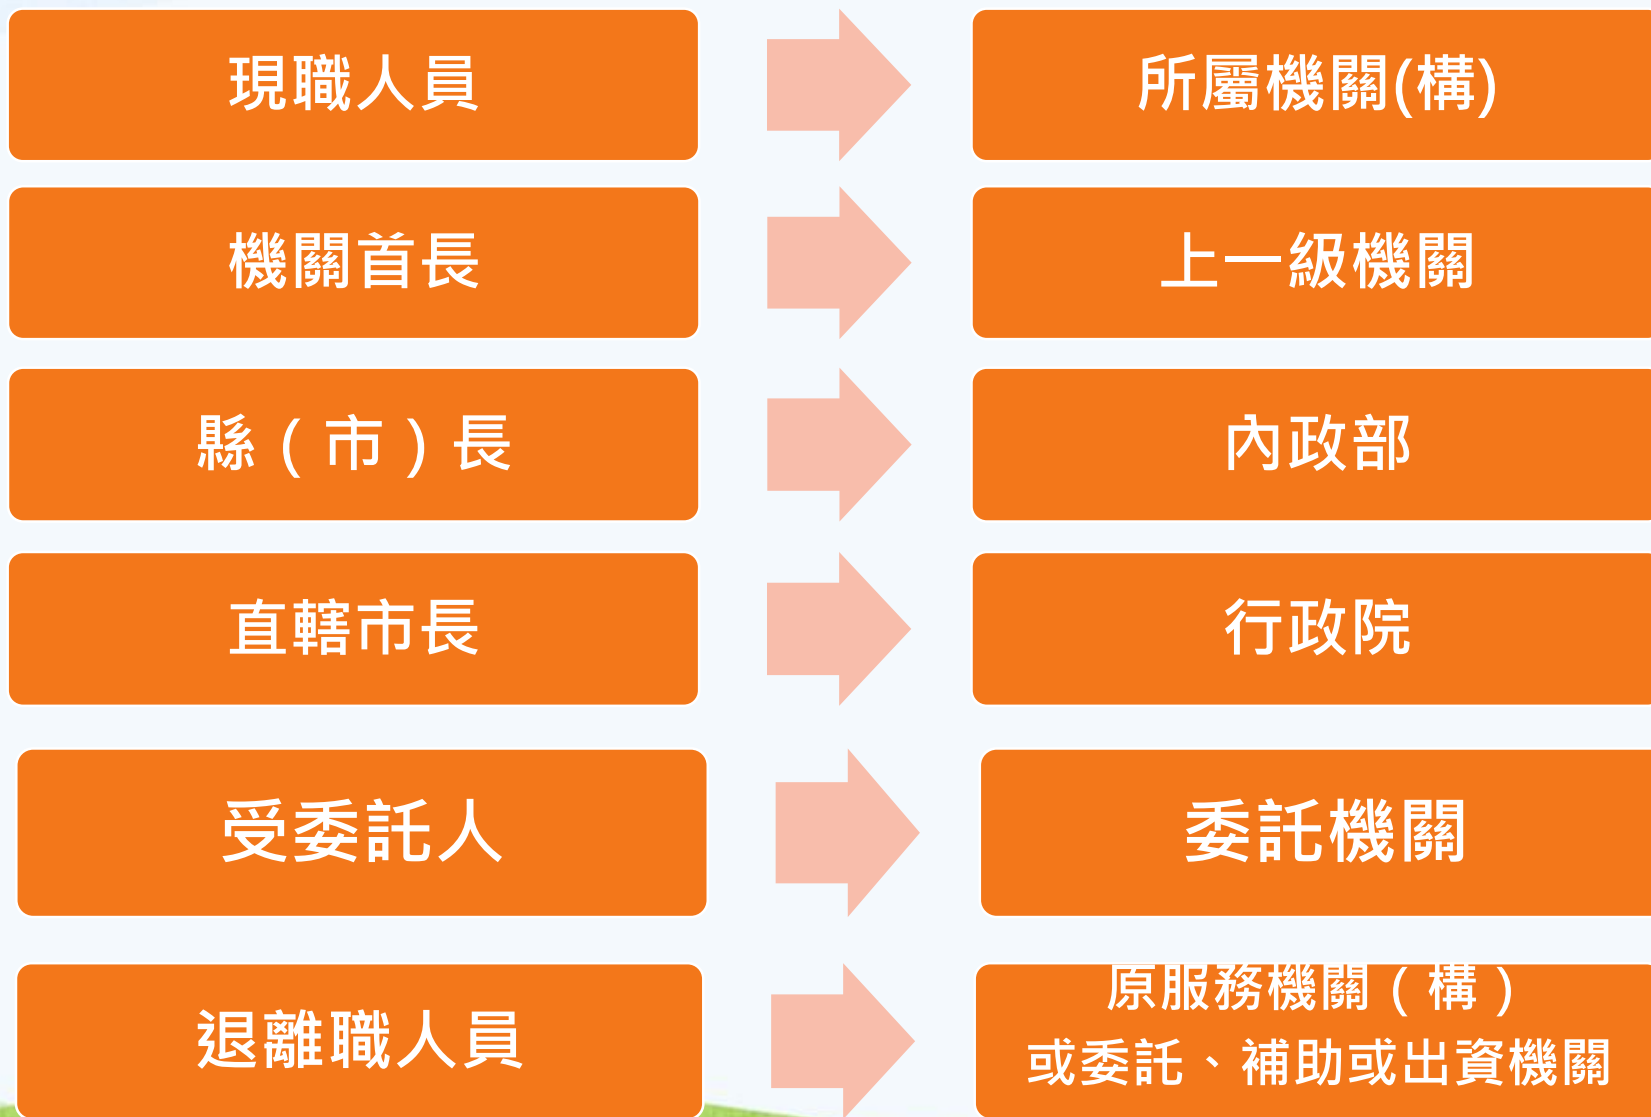 現職人員
所屬機關(構)
機關首長
上一級機關
縣（市）長
內政部
直轄市長
行政院
受委託人
委託機關
退離職人員
原服務機關（構）
或委託、補助或出資機關